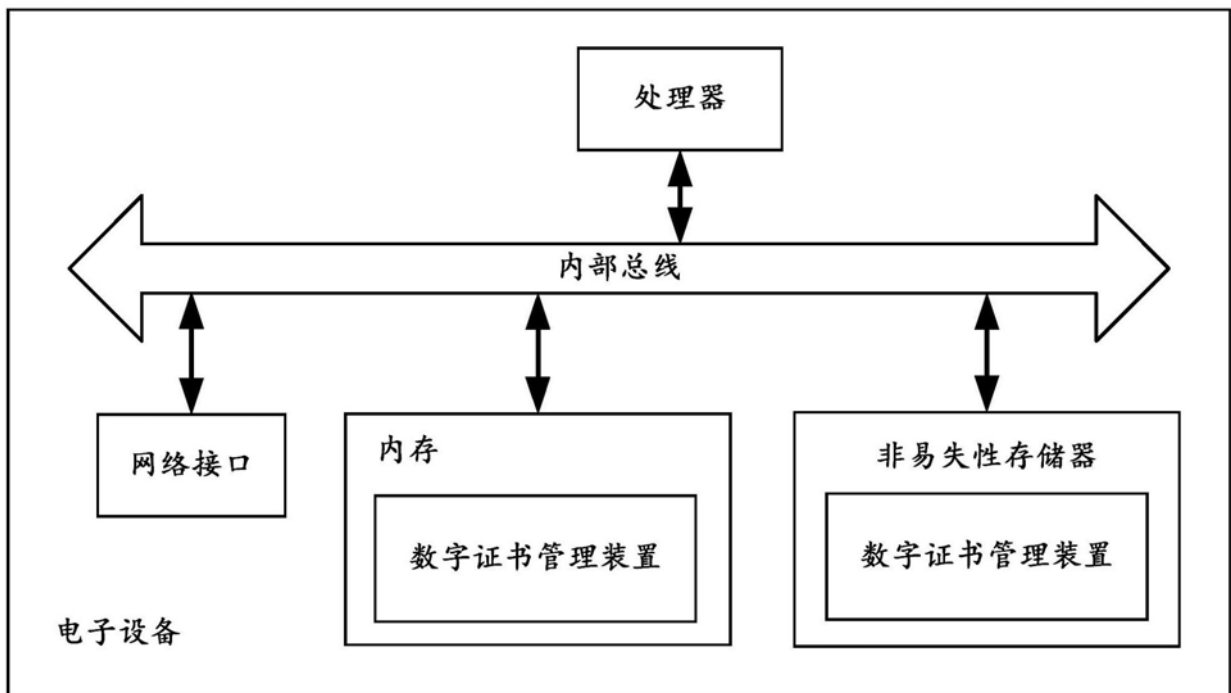 处理器
内部总线
网络接口
内存
数字证书管理装置
非易失性存储器
数字证书管理装置
电子设备